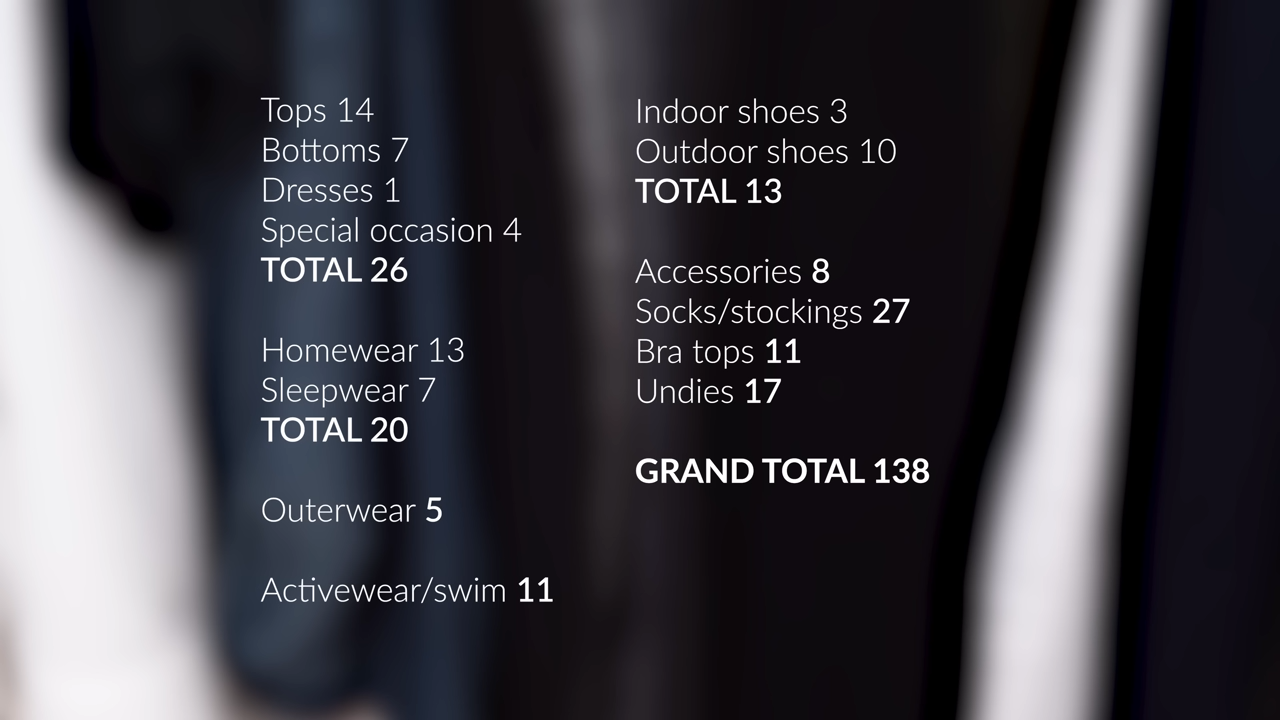 Tops 14
Bottoms 7
Dresses 1
Special occasion 4
TOTAL 26
Homewear 13
Sleepwear 7
TOTAL 20
Outerwear 5
Activewear/swim 11
Indoor shoes 3
Outdoor shoes 10
TOTAL 13
Accessories 8
Socks/stockings 27
Bra tops 11
Undies 17
GRAND TOTAL 138